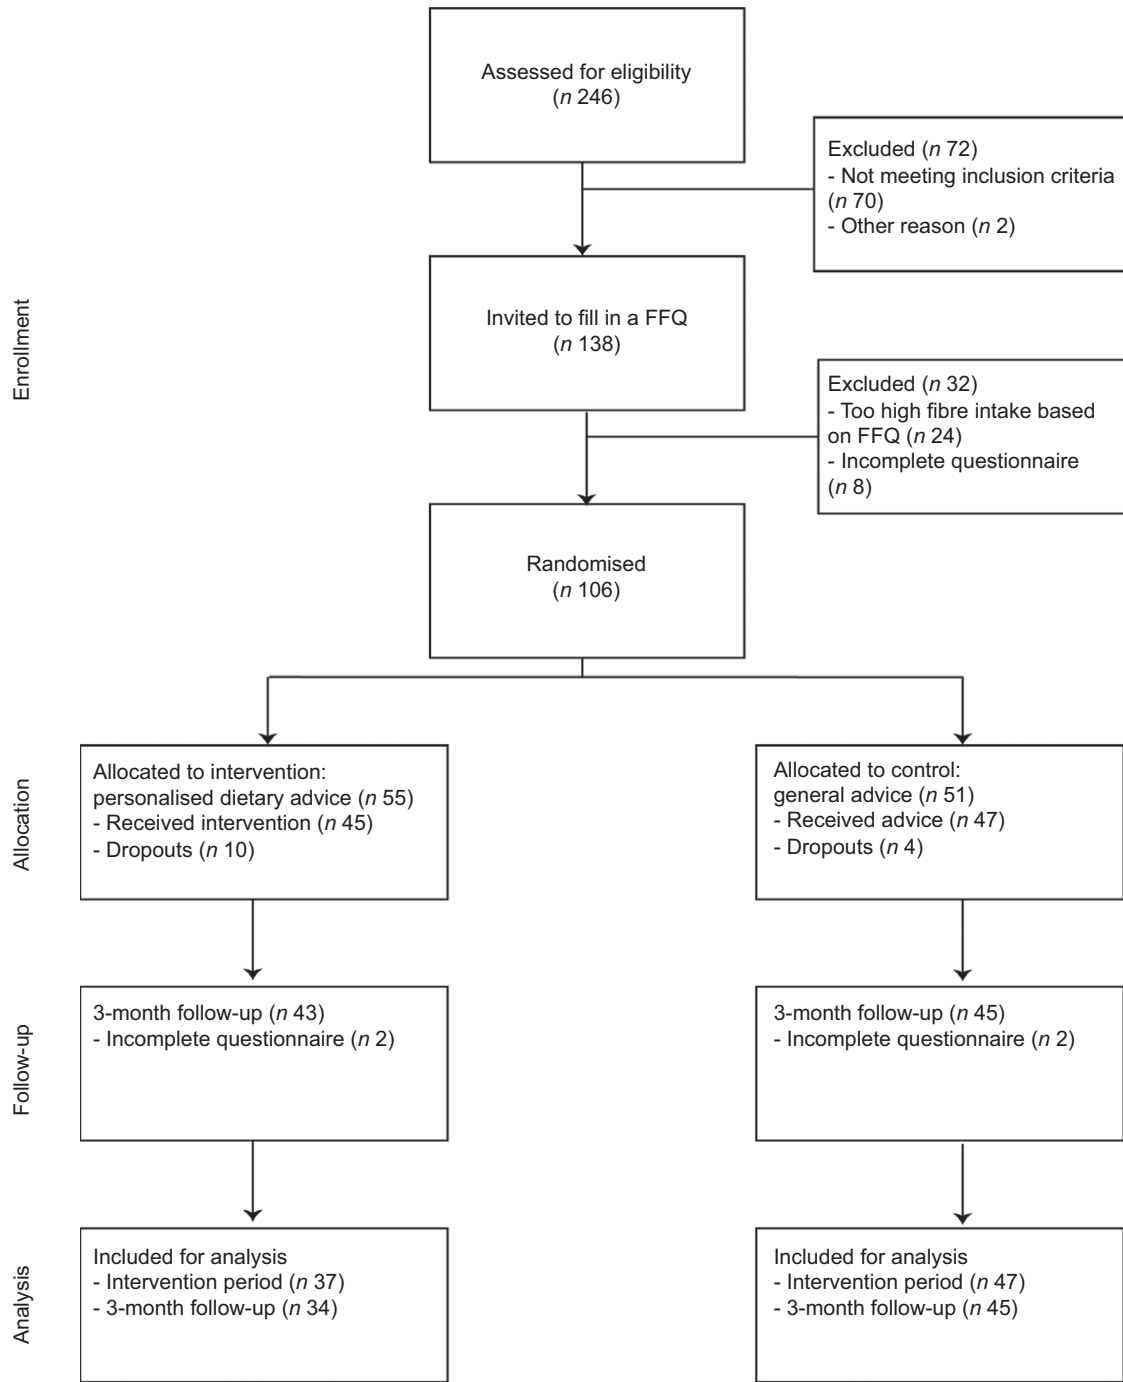 Assessed for eligibility
(n 246)
Excluded (n 72)
- Not meeting inclusion criteria
(n 70)
- Other reason (n 2)
Enrollment
Invited to fill in a FFQ
(n 138)
Excluded (n 32)
- Too high fibre intake based
on FFQ (n 24)
- Incomplete questionnaire
(n 8)
Randomised
(n 106)
Allocation
Allocated to intervention:
personalised dietary advice (n 55)
- Received intervention (n 45)
- Dropouts (n 10)
Allocated to control:
general advice (n 51)
- Received advice (n 47)
- Dropouts (n 4)
Follow-up
3-month follow-up (n 43)
- Incomplete questionnaire (n 2)
3-month follow-up (n 45)
- Incomplete questionnaire (n 2)
Analysis
Included for analysis
- Intervention period (n 37)
- 3-month follow-up (n 34)
Included for analysis
- Intervention period (n 47)
- 3-month follow-up (n 45)